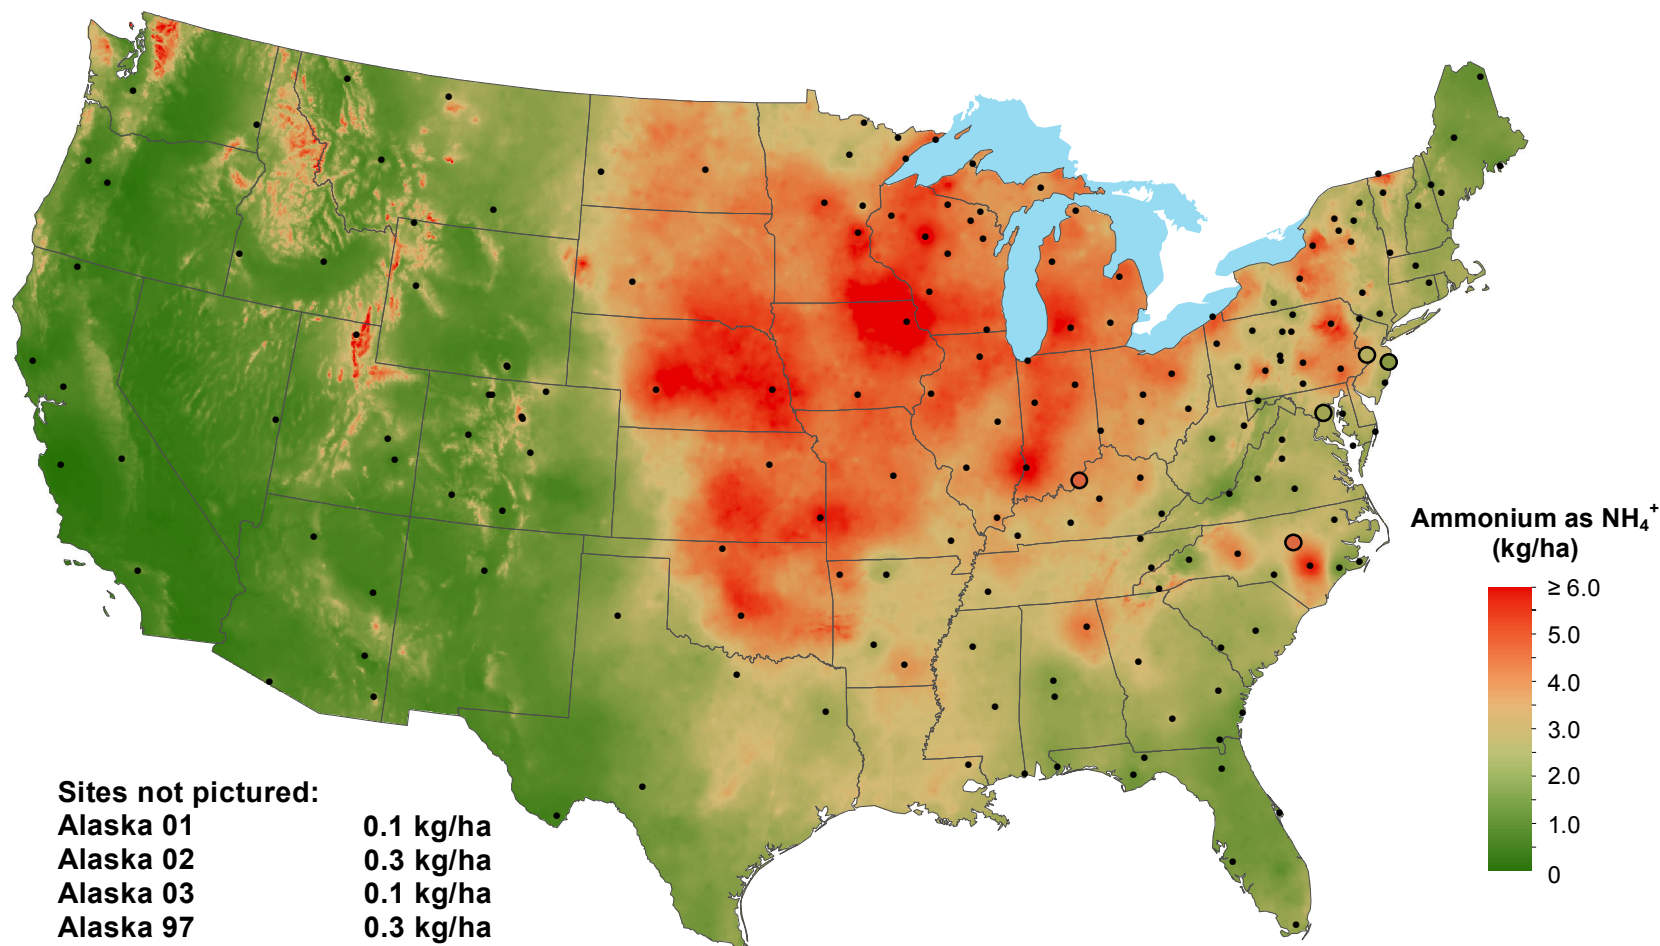 Ammonium as NH₄⁺
(kg/ha)
≥ 6.0
5.0
4.0
3.0
2.0
1.0
0
Sites not pictured:
Alaska 01 0.1 kg/ha
Alaska 02 0.3 kg/ha
Alaska 03 0.1 kg/ha
Alaska 97 0.3 kg/ha